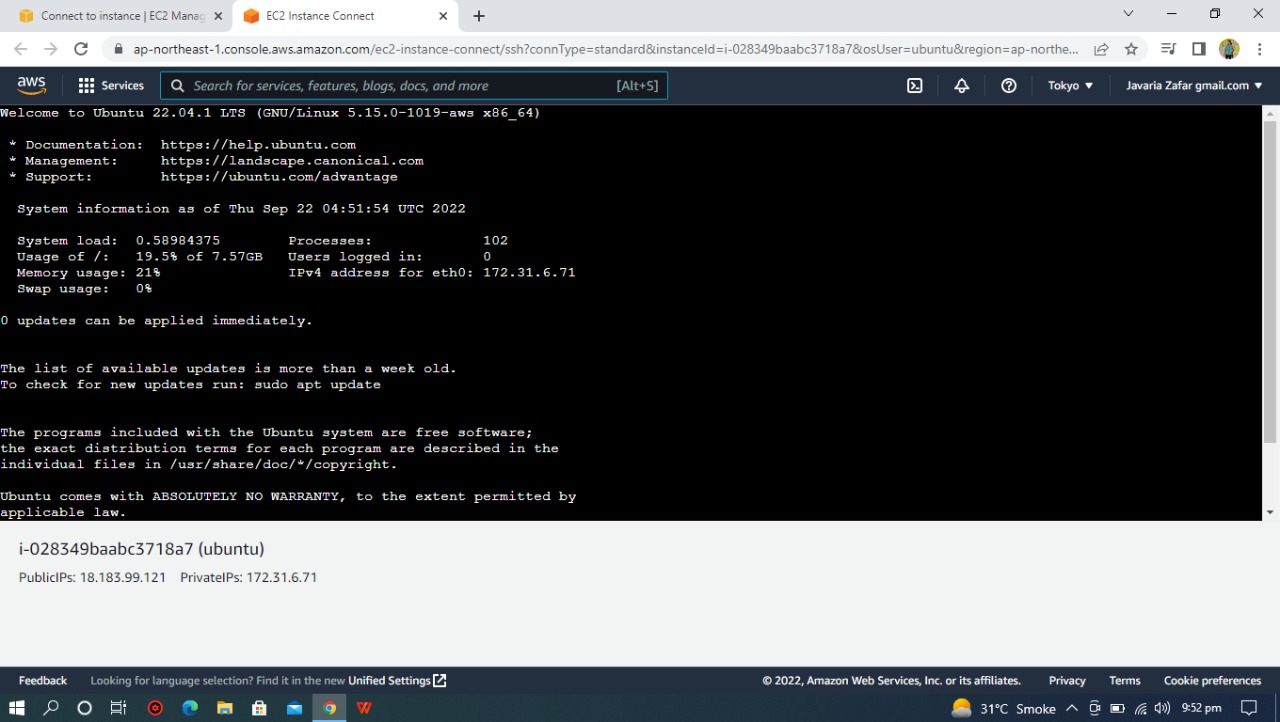 Connect to instance | EC2 Manag
EC2 Instance Connect
ap-northeast-1.console.aws.amazon.com/ec2-instance-connect/ssh?connType=standard&instanceId=i-028349baabc3718a7&osUser=ubuntu&region=ap-northe...
aws Services Search for services, features, blogs, docs, and more [Alt+S] Tokyo ▼ Javaria Zafar gmail.com ▼
Welcome to Ubuntu 22.04.1 LTS (GNU/Linux 5.15.0-1019-aws x86_64)
* Documentation: https://help.ubuntu.com
* Management: https://landscape.canonical.com
* Support: https://ubuntu.com/advantage
System information as of Thu Sep 22 04:51:54 UTC 2022
System load: 0.58984375 Processes: 102
Usage of /: 19.5% of 7.57GB Users logged in: 0
Memory usage: 21% IPv4 address for eth0: 172.31.6.71
Swap usage: 0%
0 updates can be applied immediately.
The list of available updates is more than a week old.
To check for new updates run: sudo apt update
The programs included with the Ubuntu system are free software;
the exact distribution terms for each program are described in the
individual files in /usr/share/doc/*/copyright.
Ubuntu comes with ABSOLUTELY NO WARRANTY, to the extent permitted by
applicable law.
i-028349baabc3718a7 (ubuntu)
PublicIPs: 18.183.99.121 PrivateIPs: 172.31.6.71
Feedback Looking for language selection? Find it in the new Unified Settings © 2022, Amazon Web Services, Inc. or its affiliates. Privacy Terms Cookie preferences
31°C Smoke 9:52 pm